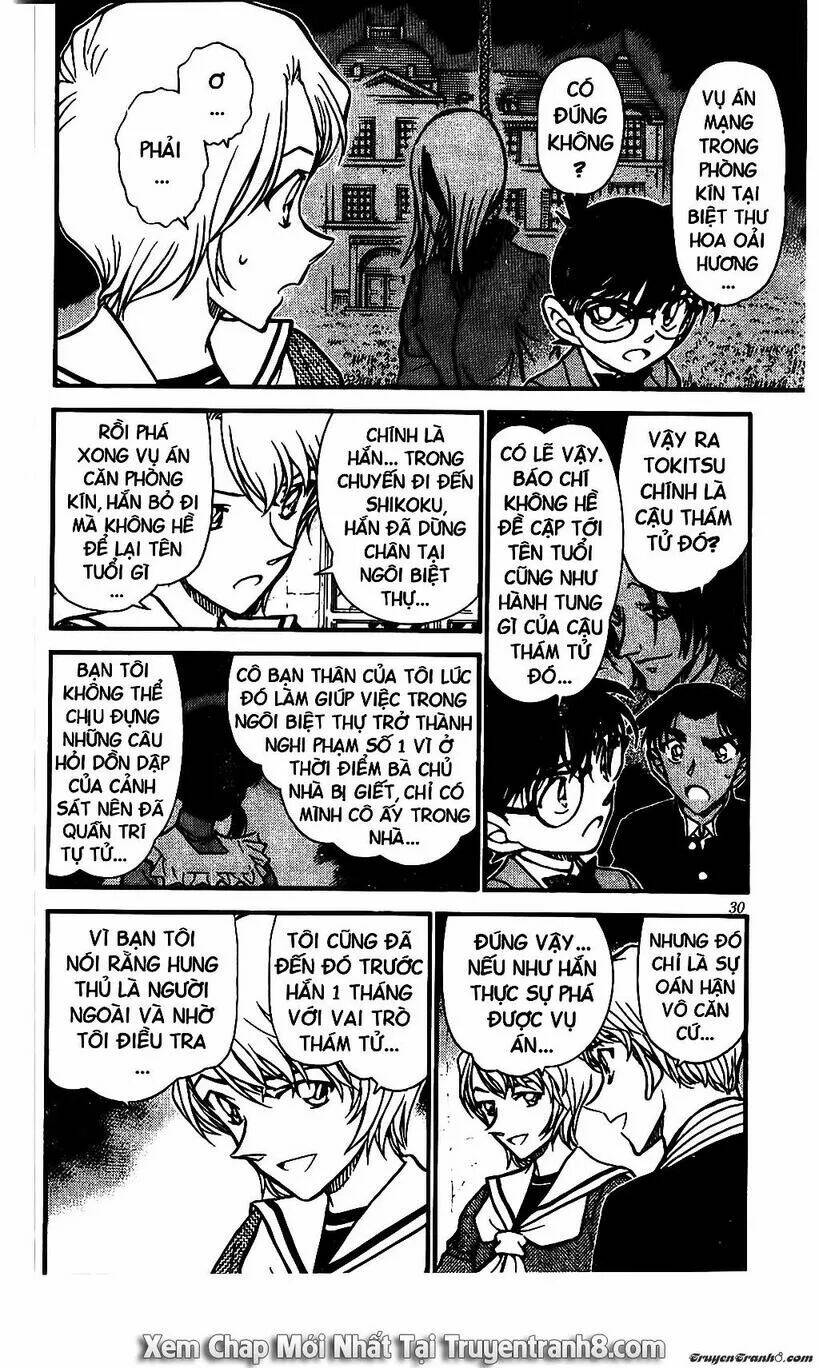 VỤ ÁN
MẠNG
TRONG
PHÒNG
KÍN TẠI
BIỆT THƯ
HOA OẢI
HƯƠNG
...
CÓ
ĐÚNG
KHÔNG
?
Ơ
...
PHẢI
...
VẬY RA
TOKITSU
CHÍNH LÀ
CẬU THÁM
TỬ ĐÓ?
CÓ LẼ VẬY.
BÁO CHÍ
KHÔNG HỀ
ĐỀ CẬP TỚI
TÊN TUỔI
CŨNG NHƯ
HÀNH TUNG
GÌ CỦA CẬU
THÁM TỬ
ĐÓ...
CHÍNH LÀ
HẮN... TRONG
CHUYẾN ĐI ĐẾN
SHIKOKU,
HẮN ĐÃ DỪNG
CHÂN TẠI
NGÔI BIỆT
THỰ...
RỒI PHÁ
XONG VỤ ÁN
CĂN PHÒNG
KÍN, HẮN BỎ ĐI
MÀ KHÔNG HỀ
ĐỂ LẠI TÊN
TUỔI GÌ
...
CÔ BẠN THÂN CỦA TÔI LÚC
ĐÓ LÀM GIÚP VIỆC TRONG
NGÔI BIỆT THỰ TRỞ THÀNH
NGHI PHẠM SỐ 1 VÌ Ở
THỜI ĐIỂM BÀ CHỦ
NHÀ BỊ GIẾT, CHỈ CÓ
MÌNH CÔ ẤY TRONG
NHÀ...
BẠN TÔI
KHÔNG THỂ
CHỊU ĐỰNG
NHỮNG CÂU
HỎI DỒN DẬP
CỦA CẢNH
SÁT NÊN ĐÃ
QUẪN TRÍ
TỰ TỬ...
30
NHƯNG ĐÓ
CHỈ LÀ SỰ
OÁN HẬN
VÔ CĂN
CỨ...
ĐÚNG VẬY...
NẾU NHƯ HẮN
THỰC SỰ PHÁ
ĐƯỢC VỤ
ÁN...
TÔI CŨNG ĐÃ
ĐẾN ĐÓ TRƯỚC
HẮN 1 THÁNG
VỚI VAI TRÒ
THÁM TỬ...
VÌ BẠN TÔI
NÓI RẰNG HUNG
THỦ LÀ NGƯỜI
NGOÀI VÀ NHỜ
TÔI ĐIỀU TRA
...
Xem Chap Mới Nhất Tại Truyentranh8.com
TruyenTranh8.com